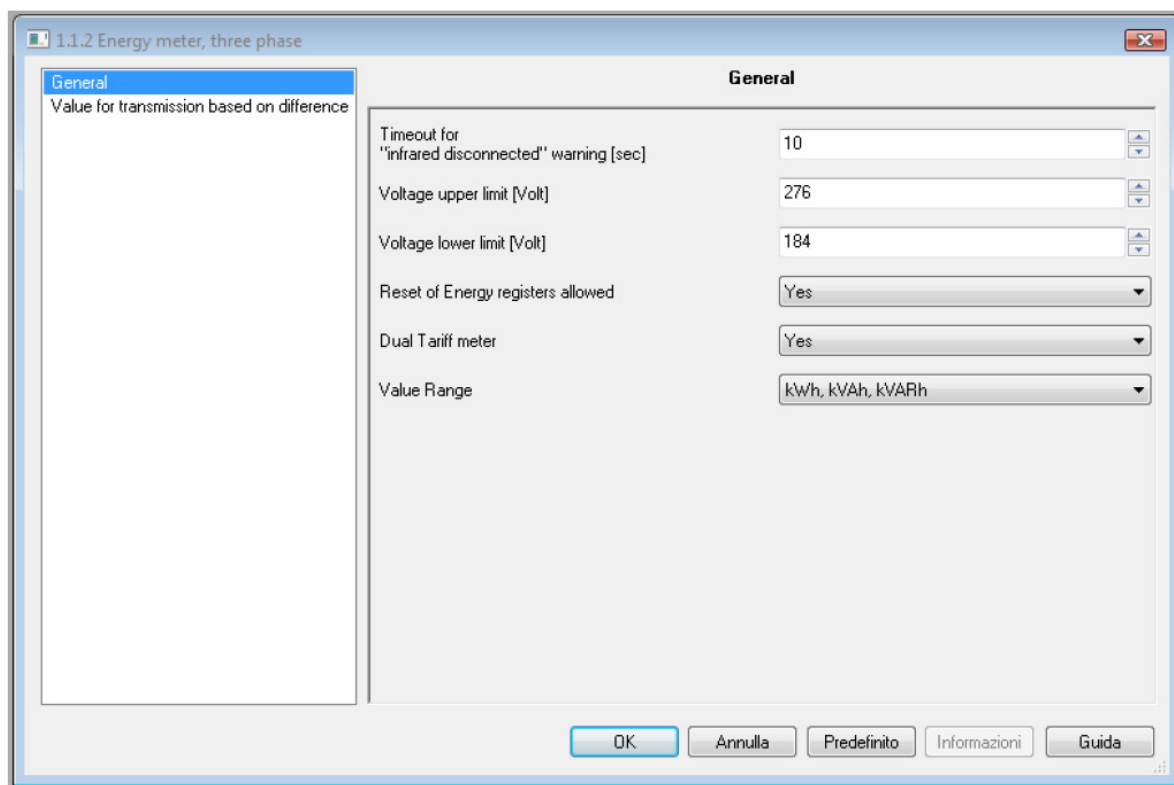 1.1.2 Energy meter, three phase
General
Value for transmission based on difference
General
Timeout for
"infrared disconnected" warning [sec]
10
Voltage upper limit [Volt]
276
Voltage lower limit [Volt]
184
Reset of Energy registers allowed
Yes
Dual Tariff meter
Yes
Value Range
kWh, kVAh, kVARh
OK
Annulla
Predefinito
Informazioni
Guida